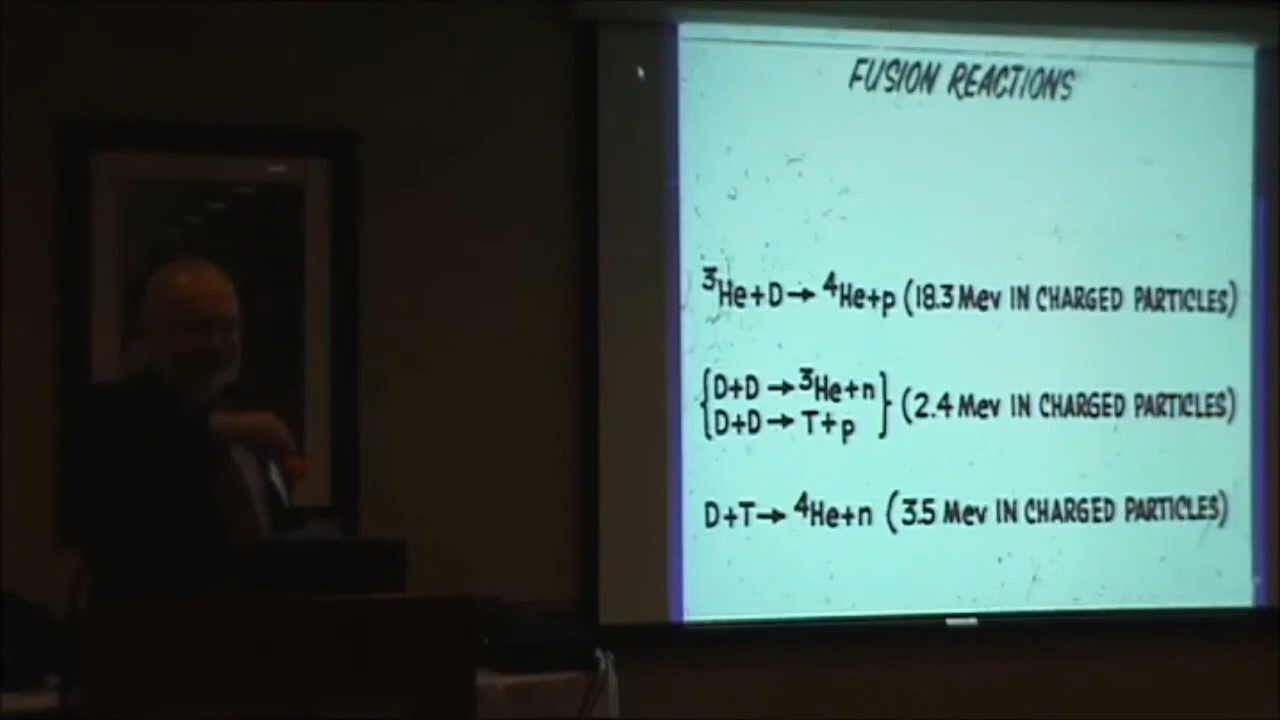 FUSION REACTIONS
³He+D→ ⁴He+p (18.3 Mev IN CHARGED PARTICLES)
{D+D→³He+n} (2.4 Mev IN CHARGED PARTICLES)
{D+D→ T+p}
D+T→ ⁴He+n (3.5 Mev IN CHARGED PARTICLES)